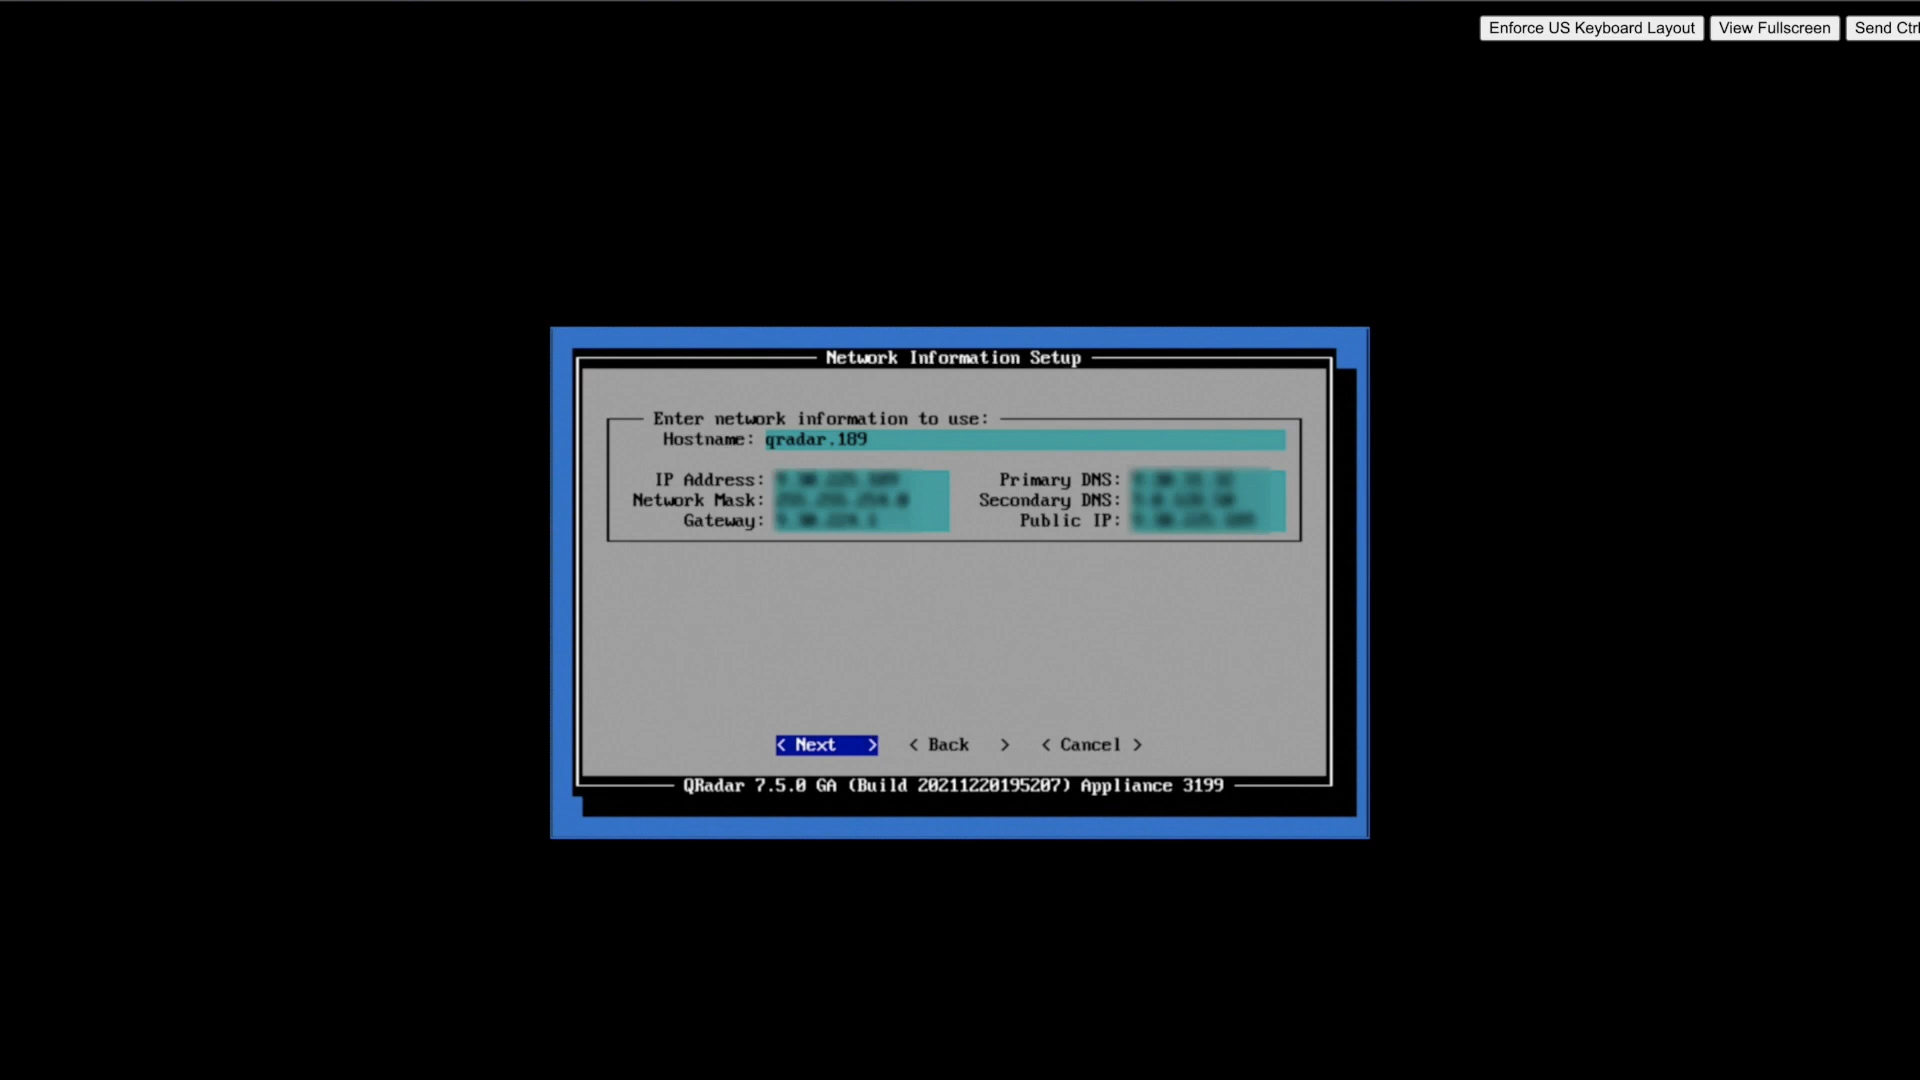 Enforce US Keyboard Layout View Fullscreen Send Ctrl
Network Information Setup
Enter network information to use:
Hostname: qradar.189
IP Address: Primary DNS:
Network Mask: Secondary DNS:
Gateway: Public IP:
< Next > < Back > < Cancel >
QRadar 7.5.0 GA (Build 20211220195207) Appliance 3199